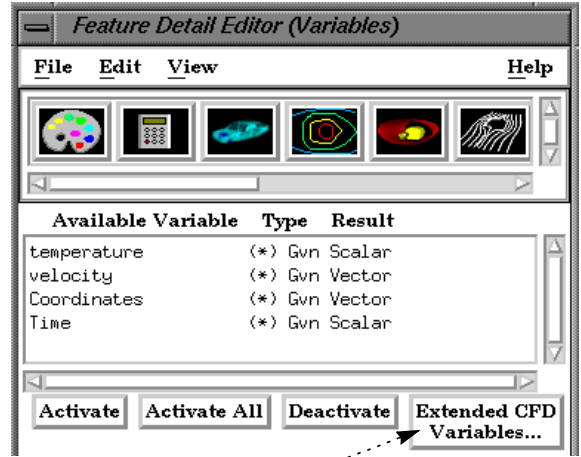 Feature Detail Editor (Variables)
File Edit View Help
Available Variable Type Result
temperature (*) Gvn Scalar
velocity (*) Gvn Vector
Coordinates (*) Gvn Vector
Time (*) Gvn Scalar
Activate Activate All Deactivate Extended CFD
Variables...